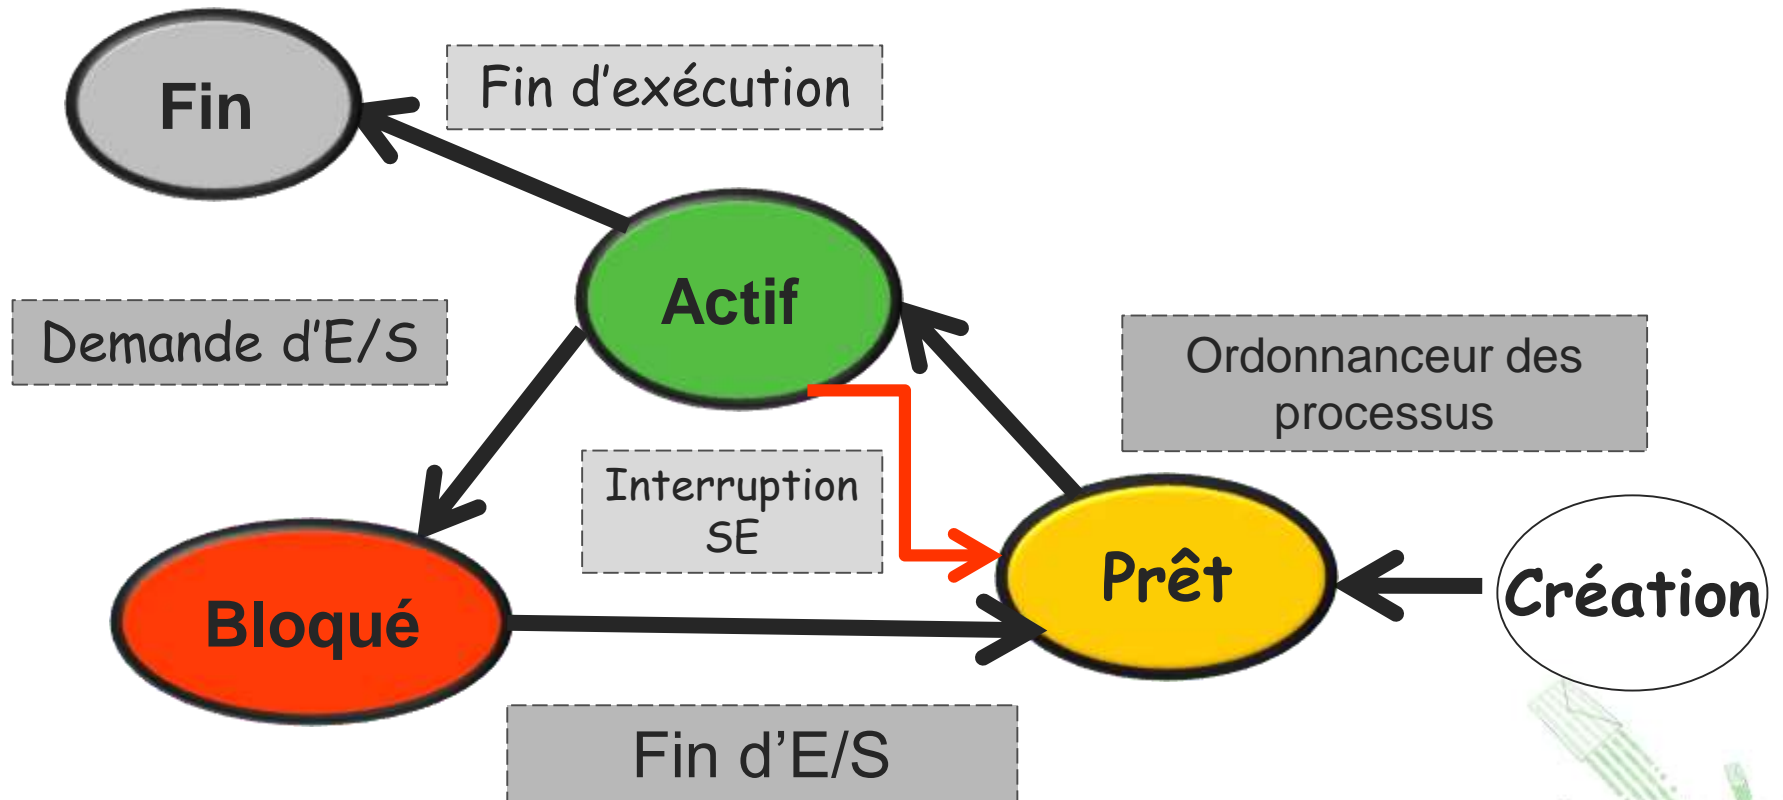 Fin
Fin d'exécution
Actif
Demande d'E/S
Ordonnanceur des
processus
Interruption
SE
Prêt
Création
Bloqué
Fin d'E/S